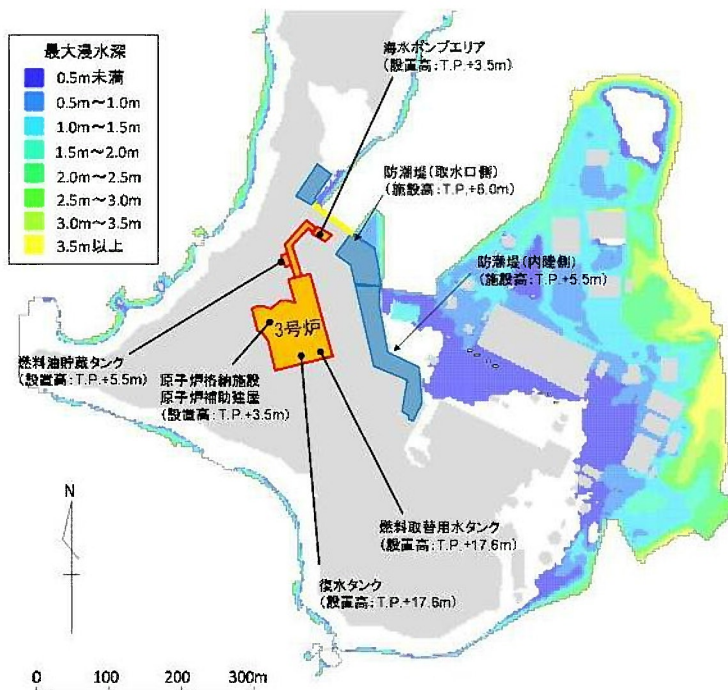 最大浸水深
0.5m未満
0.5m～1.0m
1.0m～1.5m
1.5m～2.0m
2.0m～2.5m
2.5m～3.0m
3.0m～3.5m
3.5m以上
海水ポンプエリア
(設置高:T.P.+3.5m)
防潮堤(取水口側)
(施設高:T.P.+6.0m)
防潮堤(内陸側)
(施設高:T.P.+5.5m)
3号炉
燃料油貯蔵タンク
(設置高:T.P.+5.5m)
原子炉格納施設
原子炉補助建屋
(設置高:T.P.+3.5m)
燃料取替用水タンク
(設置高:T.P.+17.6m)
復水タンク
(設置高:T.P.+17.6m)
N
0 100 200 300m